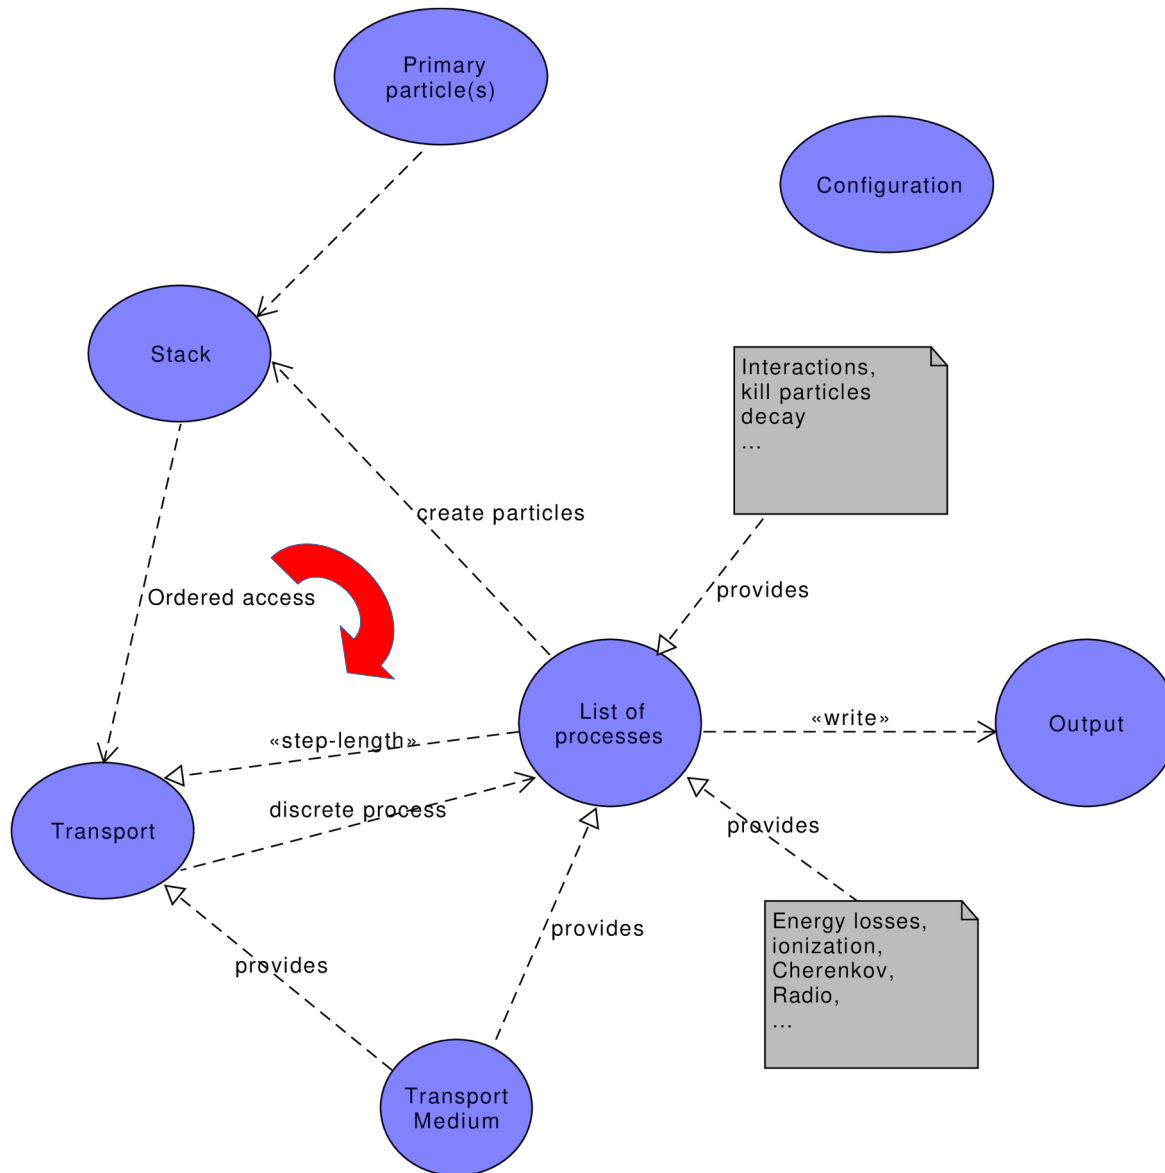 Primary
particle(s)
Configuration
Stack
Interactions,
kill particles
decay
...
create particles
provides
Ordered access
List of
processes
«write»
Output
«step-length»
discrete process
Transport
provides
provides
provides
Energy losses,
ionization,
Cherenkov,
Radio,
...
Transport
Medium